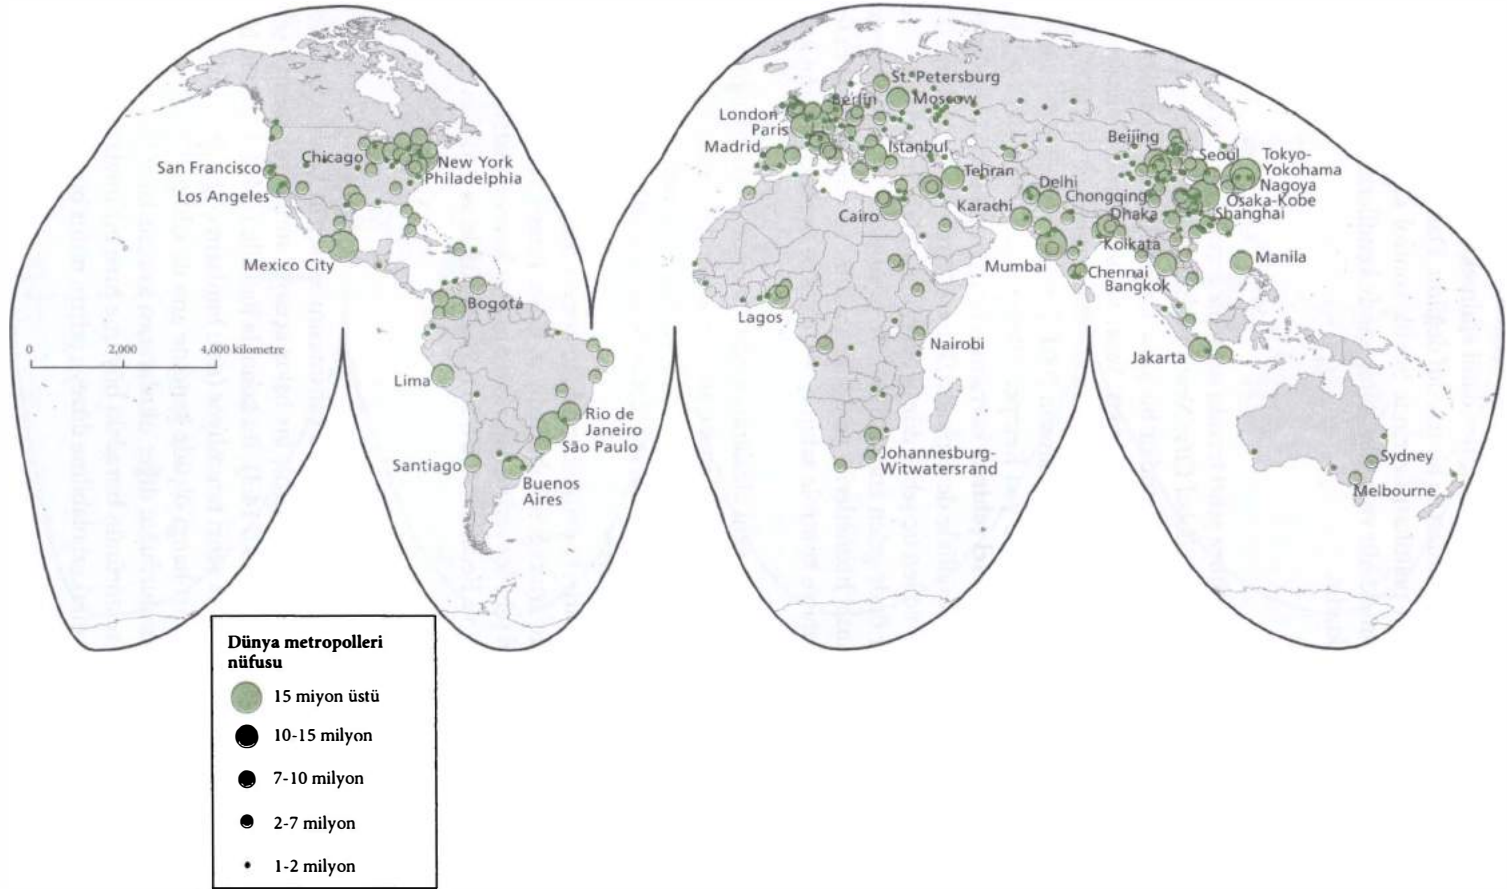 St. Petersburg
Berlin
Moscow
London
Paris
Madrid
Istanbul
Tehran
Cairo
Karachi
Delhi
Chongqing
Dhaka
Kolkata
Mumbai
Chennai
Bangkok
Beijing
Seoul
Tokyo-
Yokohama
Nagoya
Osaka-Kobe
Shanghai
Manila
San Francisco
Los Angeles
Chicago
New York
Philadelphia
Mexico City
Bogotá
Lagos
Nairobi
Jakarta
0 2,000 4,000 kilometre
Lima
Rio de
Janeiro
São Paulo
Santiago
Buenos
Aires
Johannesburg-
Witwatersrand
Sydney
Melbourne
Dünya metropolleri
nüfusu
15 miyon üstü
10-15 milyon
7-10 milyon
2-7 milyon
1-2 milyon